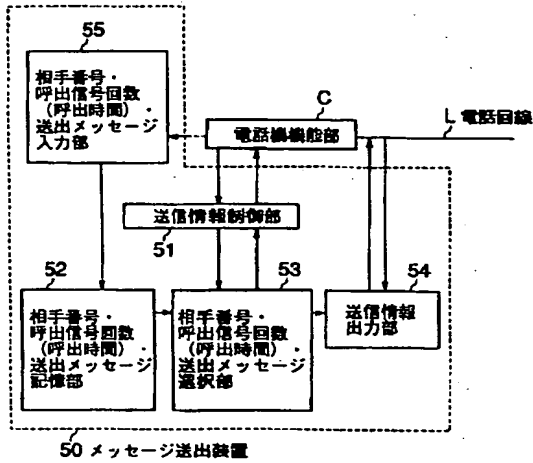 55
相手番号・
呼出信号回数
(呼出時間)・
送出メッセージ
入力部
C
電話機機能部
L 電話回線
送信情報制御部
51
52
相手番号・
呼出信号回数
(呼出時間)・
送出メッセージ
記憶部
53
相手番号・
呼出信号回数
(呼出時間)・
送出メッセージ
選択部
54
送信情報
出力部
50 メッセージ送出装置